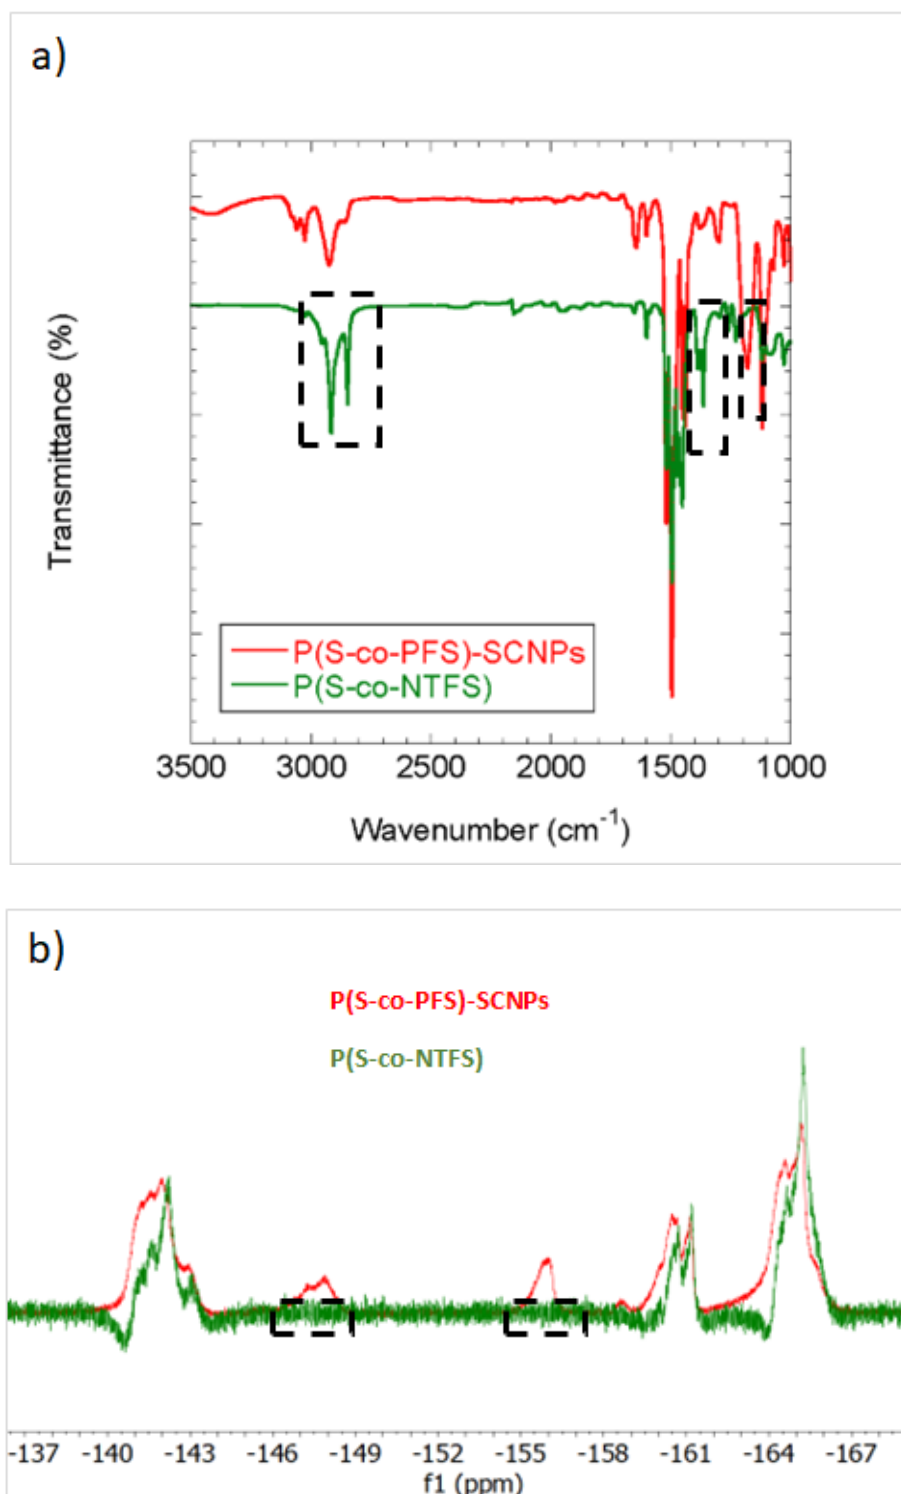 a)
Transmittance (%)
P(S-co-PFS)-SCNPs
P(S-co-NTFS)
3500 3000 2500 2000 1500 1000
Wavenumber (cm⁻¹)
b)
P(S-co-PFS)-SCNPs
P(S-co-NTFS)
-137 -140 -143 -146 -149 -152 -155 -158 -161 -164 -167
f1 (ppm)